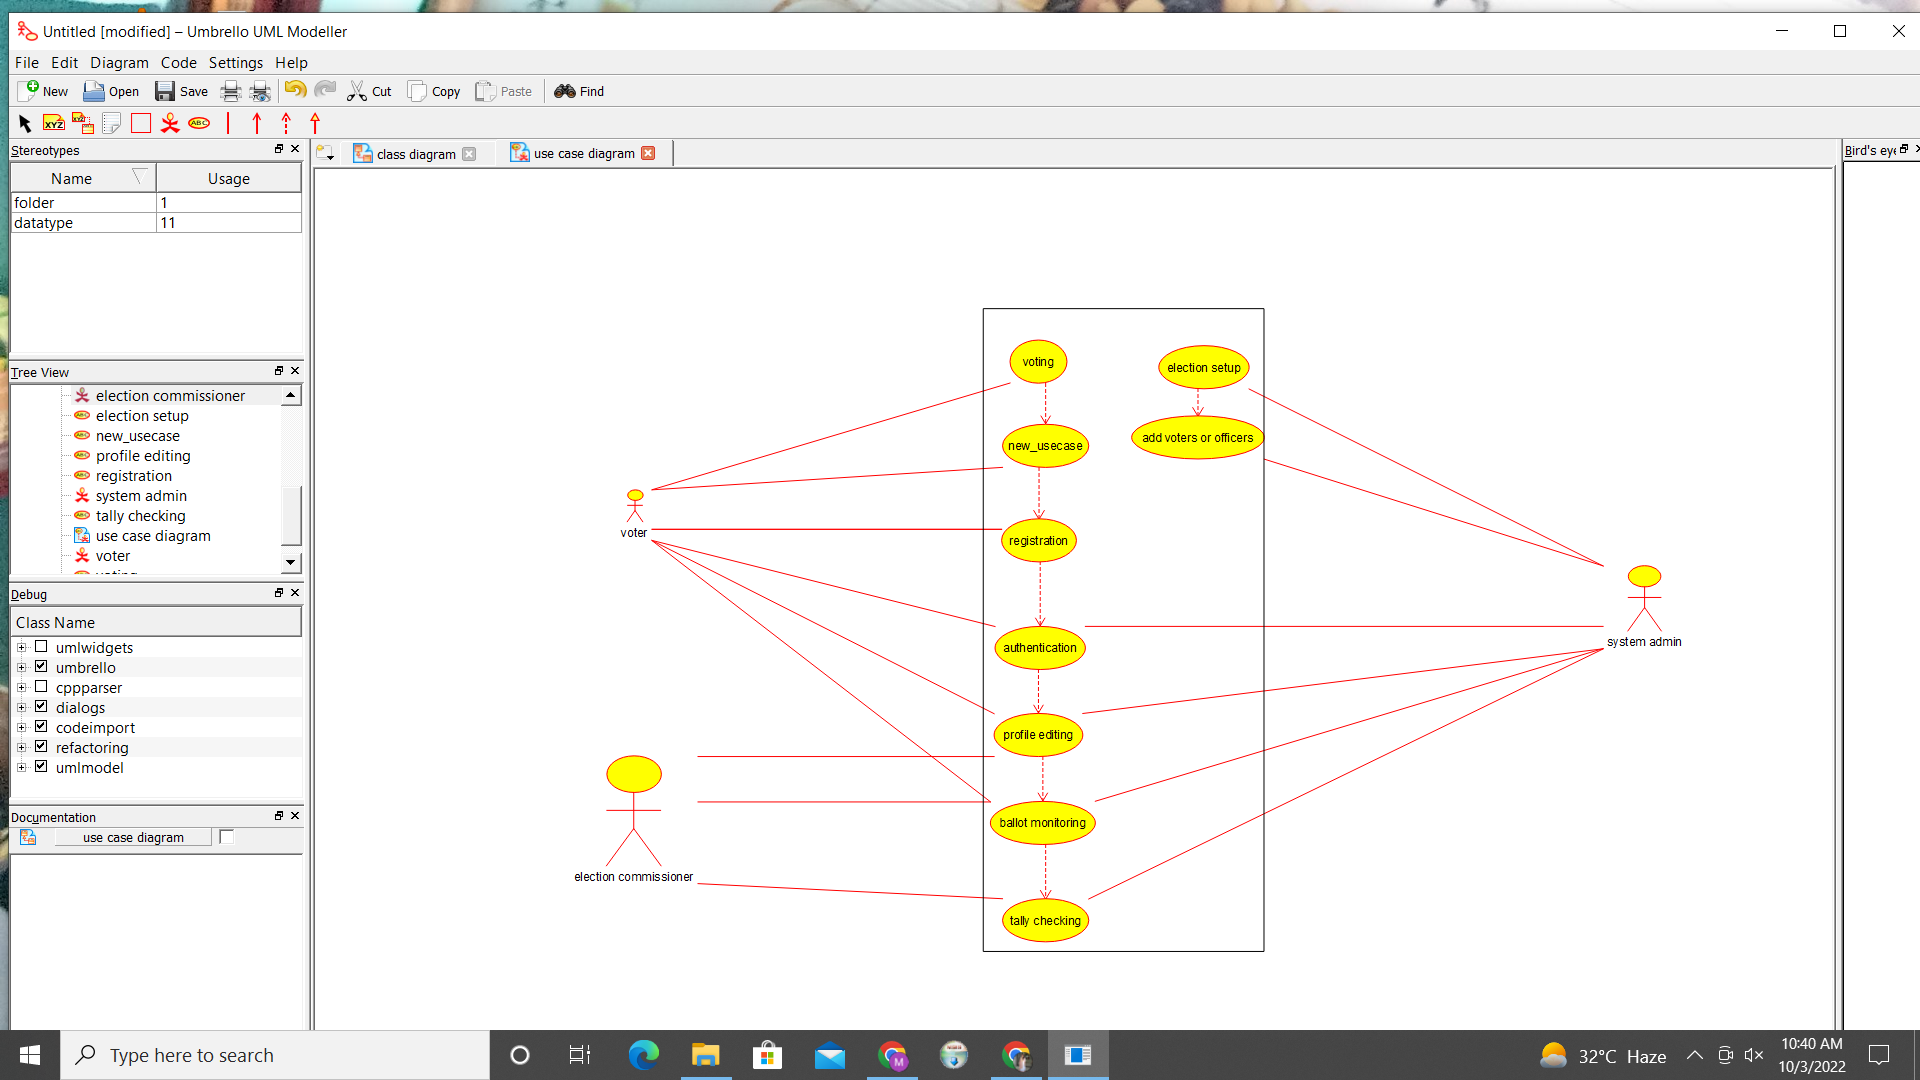 Untitled [modified] – Umbrello UML Modeller
File Edit Diagram Code Settings Help
New Open Save Cut Copy Paste Find
XYZ XYZ ABC
Stereotypes
Name Usage
folder 1
datatype 11
Tree View
election commissioner
election setup
new_usecase
profile editing
registration
system admin
tally checking
use case diagram
voter
voting
Debug
Class Name
umlwidgets
umbrello
cppparser
dialogs
codeimport
refactoring
umlmodel
Documentation
use case diagram
class diagram use case diagram
Bird's eye
voting
election setup
new_usecase
add voters or officers
voter
registration
authentication
system admin
profile editing
ballot monitoring
election commissioner
tally checking
Type here to search
M
32°C Haze
10:40 AM
10/3/2022